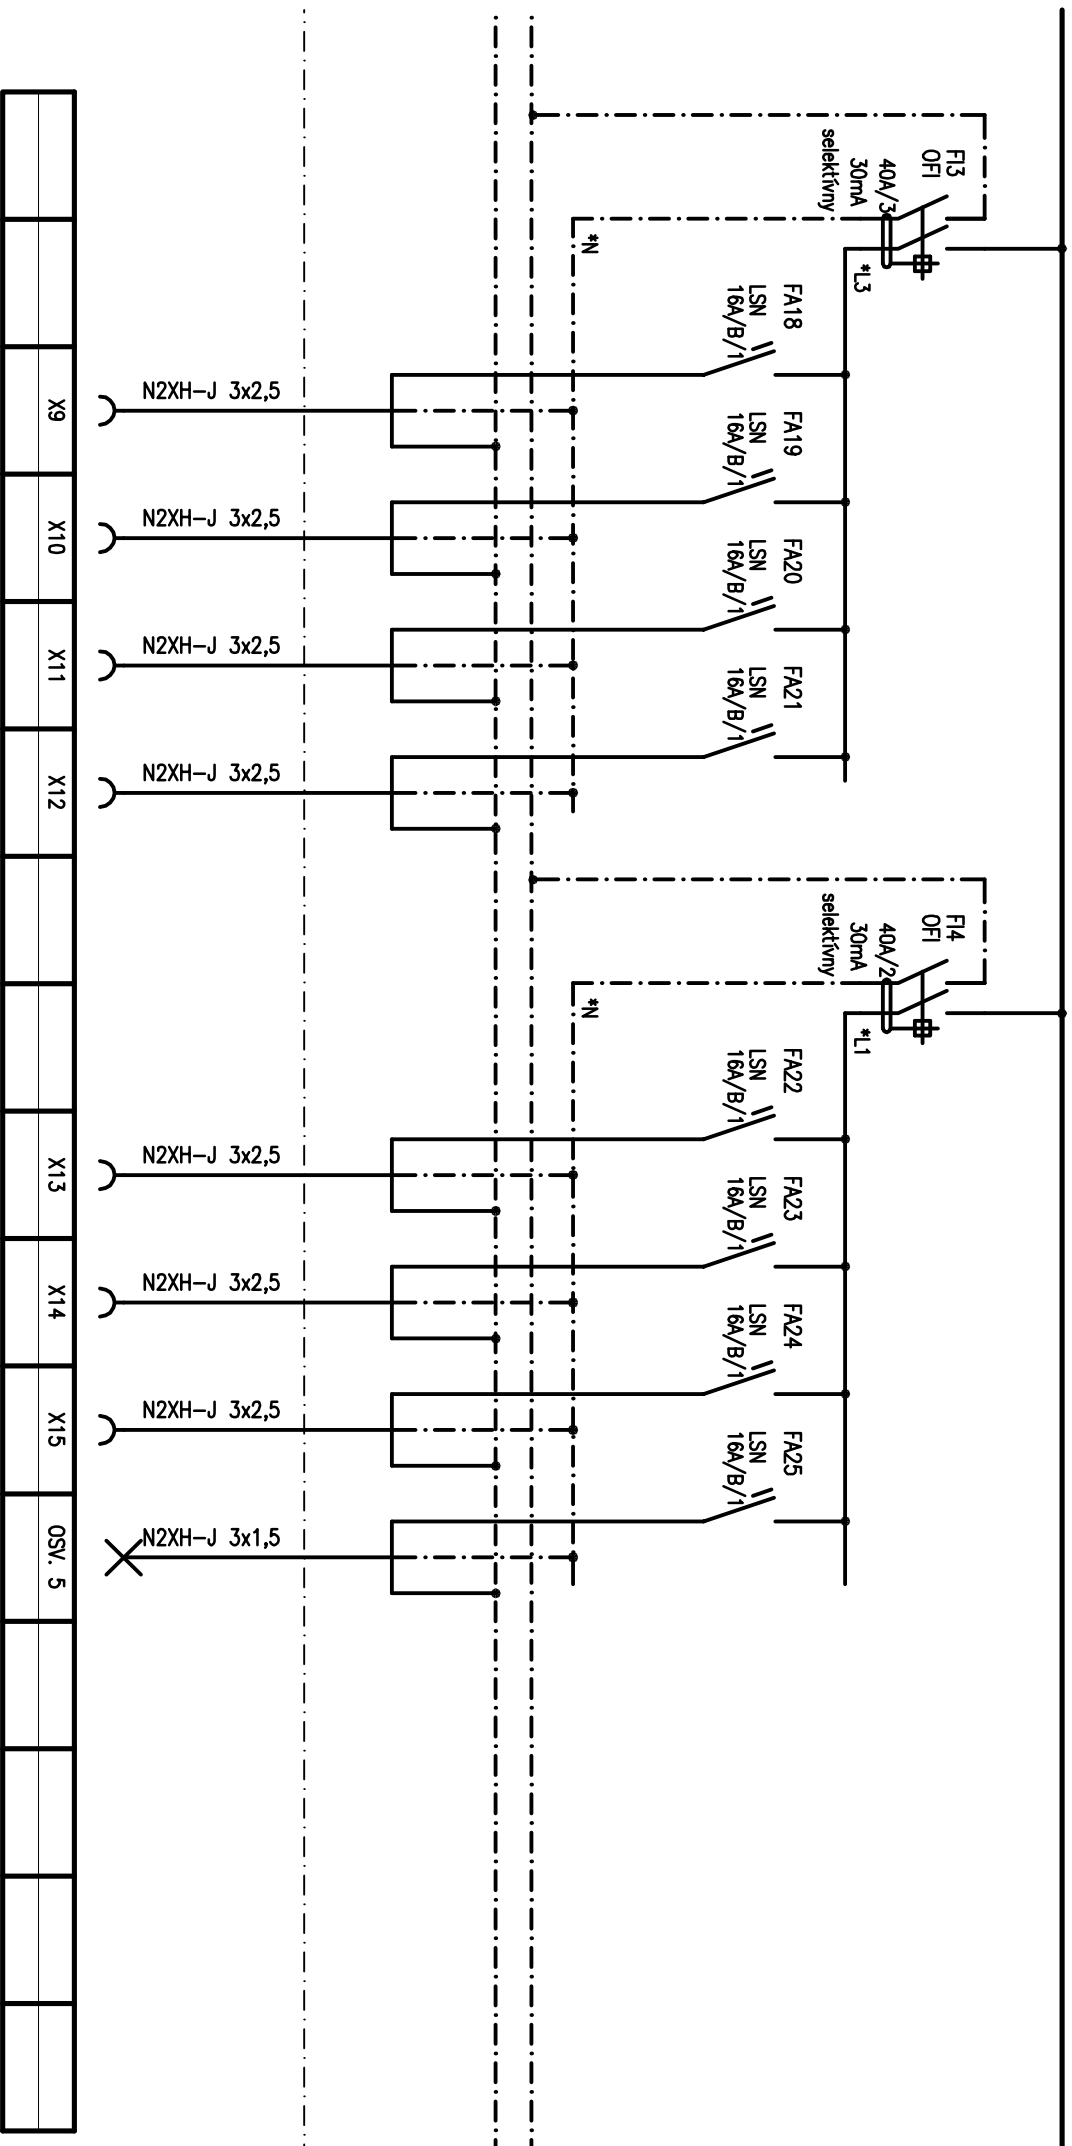 FI3
OFI
40A/3
30mA
selektívny
*L3
*N
FA18
LSN
16A/B/1
FA19
LSN
16A/B/1
FA20
LSN
16A/B/1
FA21
LSN
16A/B/1
FI4
OFI
40A/2
30mA
selektívny
*L1
*N
FA22
LSN
16A/B/1
FA23
LSN
16A/B/1
FA24
LSN
16A/B/1
FA25
LSN
16A/B/1
N2XH-J 3x2,5
N2XH-J 3x2,5
N2XH-J 3x2,5
N2XH-J 3x2,5
N2XH-J 3x2,5
N2XH-J 3x2,5
N2XH-J 3x2,5
N2XH-J 3x1,5
X9
X10
X11
X12
X13
X14
X15
OSV. 5